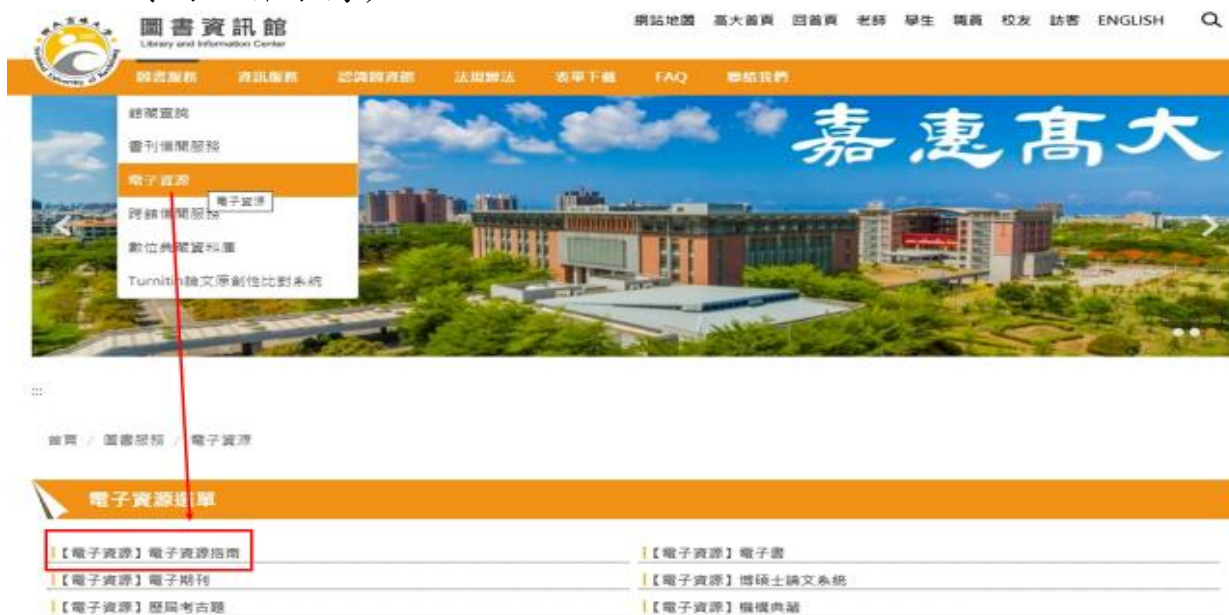 圖書資訊館
Library and Information Center
網站地圖 高大首頁 回首頁 老師 學生 職員 校友 訪客 ENGLISH
圖書服務 資訊服務 認識圖資館 法規辦法 表單下載 FAQ 聯絡我們
館藏查詢
書刊借閱服務
電子資源
電子資源
跨館借閱服務
數位典藏資料庫
Turnitin論文原創性比對系統
嘉惠高大
首頁 / 圖書服務 / 電子資源
電子資源選單
【電子資源】電子資源指南
【電子資源】電子書
【電子資源】電子期刊
【電子資源】博碩士論文系統
【電子資源】歷屆考古題
【電子資源】機構典藏